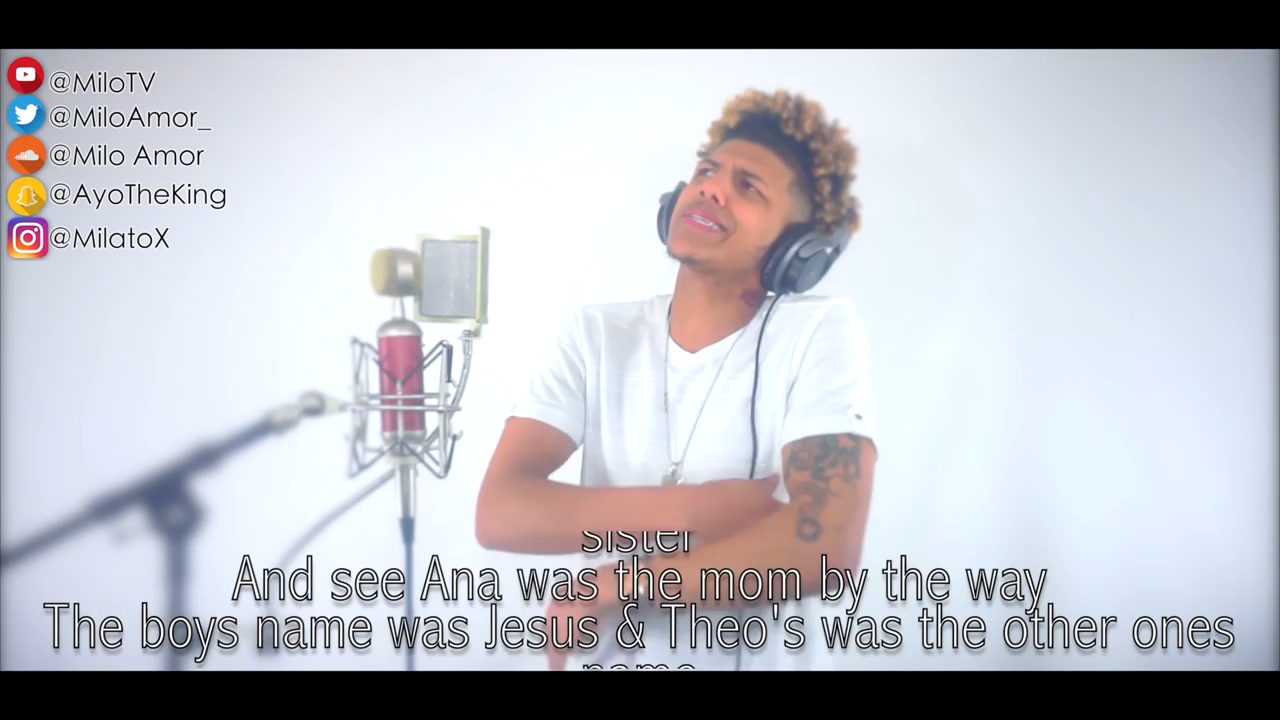 @MiloTV
@MiloAmor_
@Milo Amor
@AyoTheKing
@MilatoX
sister
And see Ana was the mom by the way
The boys name was Jesus & Theo's was the other ones
name